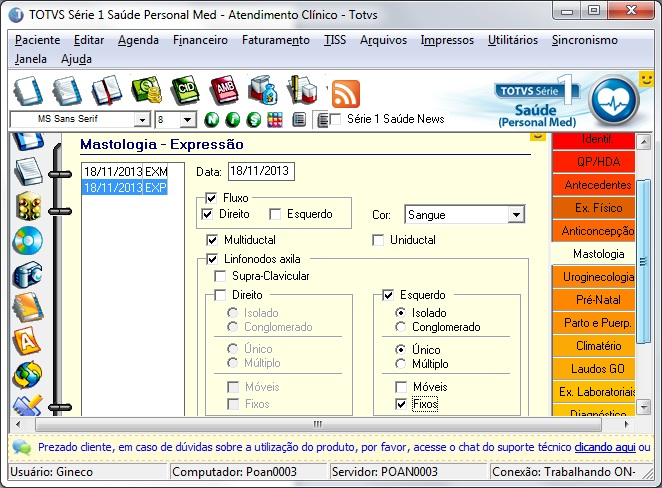 TOTVS Série 1 Saúde Personal Med - Atendimento Clínico - Totvs
Paciente Editar Agenda Financeiro Faturamento TISS Arquivos Impressos Utilitários Sincronismo
Janela Ajuda
CID AMB
MS Sans Serif 8 N I S Série 1 Saúde News
TOTVS Série 1
Saúde
(Personal Med)
Mastologia - Expressão
18/11/2013 EXM
18/11/2013 EXP
Data: 18/11/2013
Fluxo
Direito Esquerdo Cor: Sangue
Multiductal Uniductal
Linfonodos axila
Supra-Clavicular
Direito Esquerdo
Isolado Isolado
Conglomerado Conglomerado
Único Único
Múltiplo Múltiplo
Móveis Móveis
Fixos Fixos
Identif.
QP/HDA
Antecedentes
Ex. Físico
Anticoncepção
Mastologia
Uroginecologia
Pré-Natal
Parto e Puerp.
Climatério
Laudos GO
Ex. Laboratoriais
Diagnóstico
Prezado cliente, em caso de dúvidas sobre a utilização do produto, por favor, acesse o chat do suporte técnico clicando aqui ou
Usuário: Gineco Computador: Poan0003 Servidor: POAN0003 Conexão: Trabalhando ON-